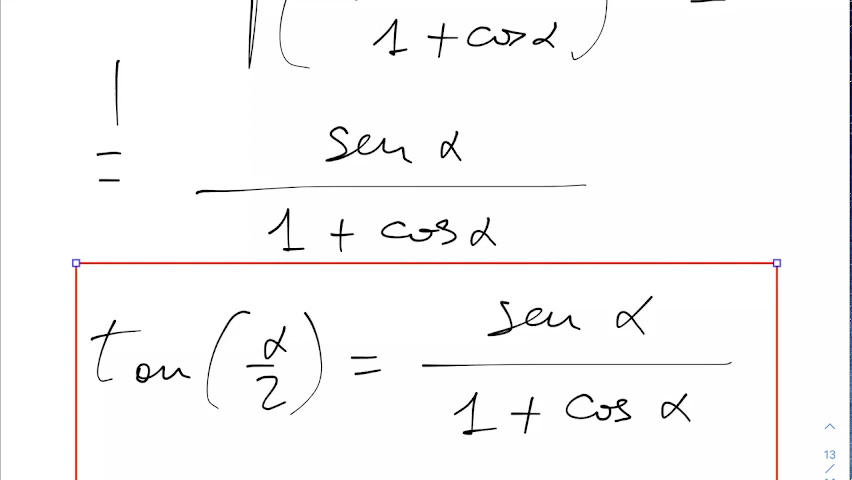 1 + cos α
=
sen α
1 + cos α
tan(α/2) = sen α
1 + cos α
13
/